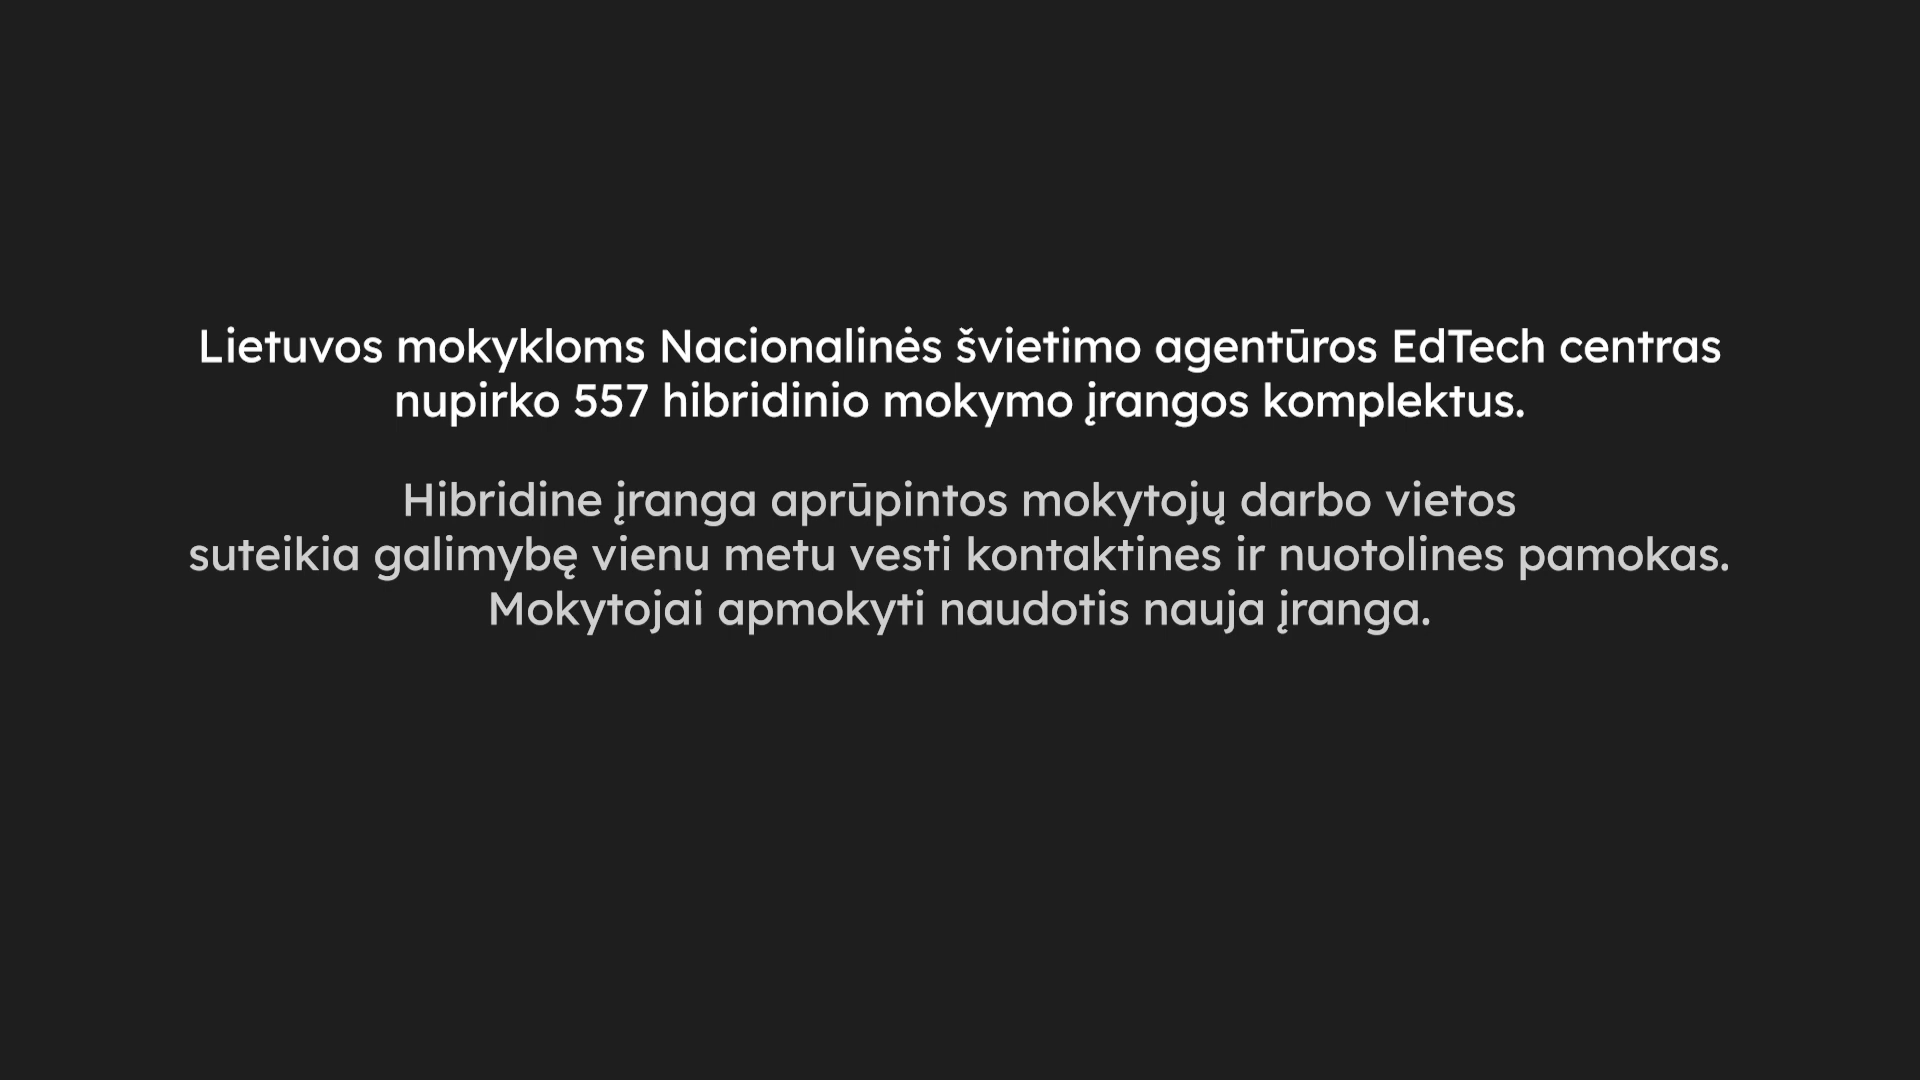 Lietuvos mokykloms Nacionalinės švietimo agentūros EdTech centras
nupirko 557 hibridinio mokymo įrangos komplektus.
Hibridine įranga aprūpintos mokytojų darbo vietos
suteikia galimybę vienu metu vesti kontaktines ir nuotolines pamokas.
Mokytojai apmokyti naudotis nauja įranga.